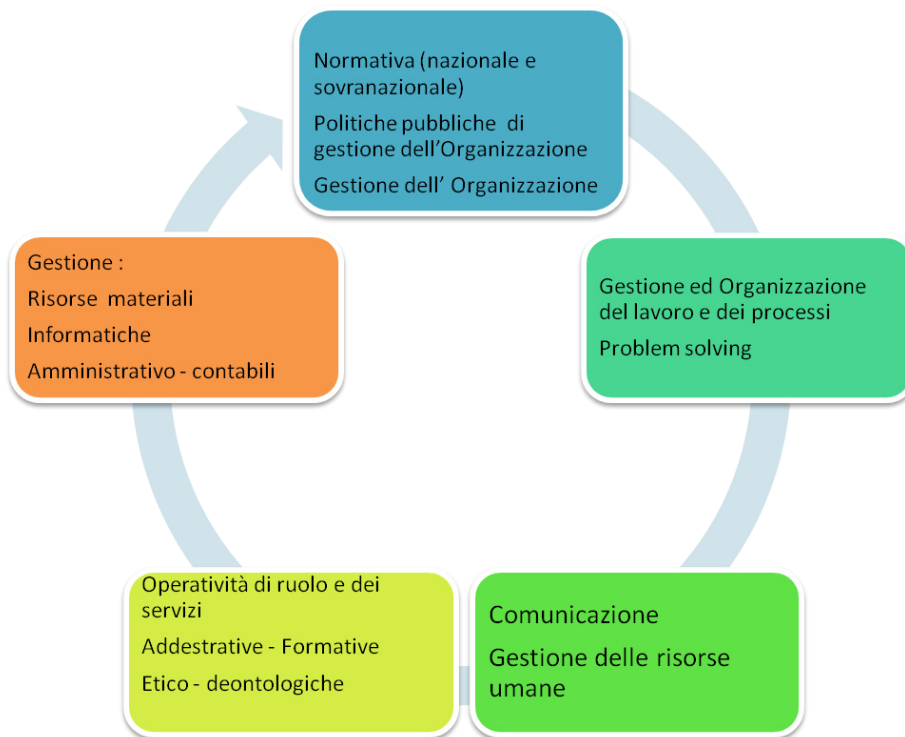 Normativa (nazionale e
sovranazionale)
Politiche pubbliche di
gestione dell'Organizzazione
Gestione dell' Organizzazione
Gestione ed Organizzazione
del lavoro e dei processi
Problem solving
Comunicazione
Gestione delle risorse
umane
Operatività di ruolo e dei
servizi
Addestrative - Formative
Etico - deontologiche
Gestione :
Risorse materiali
Informatiche
Amministrativo - contabili